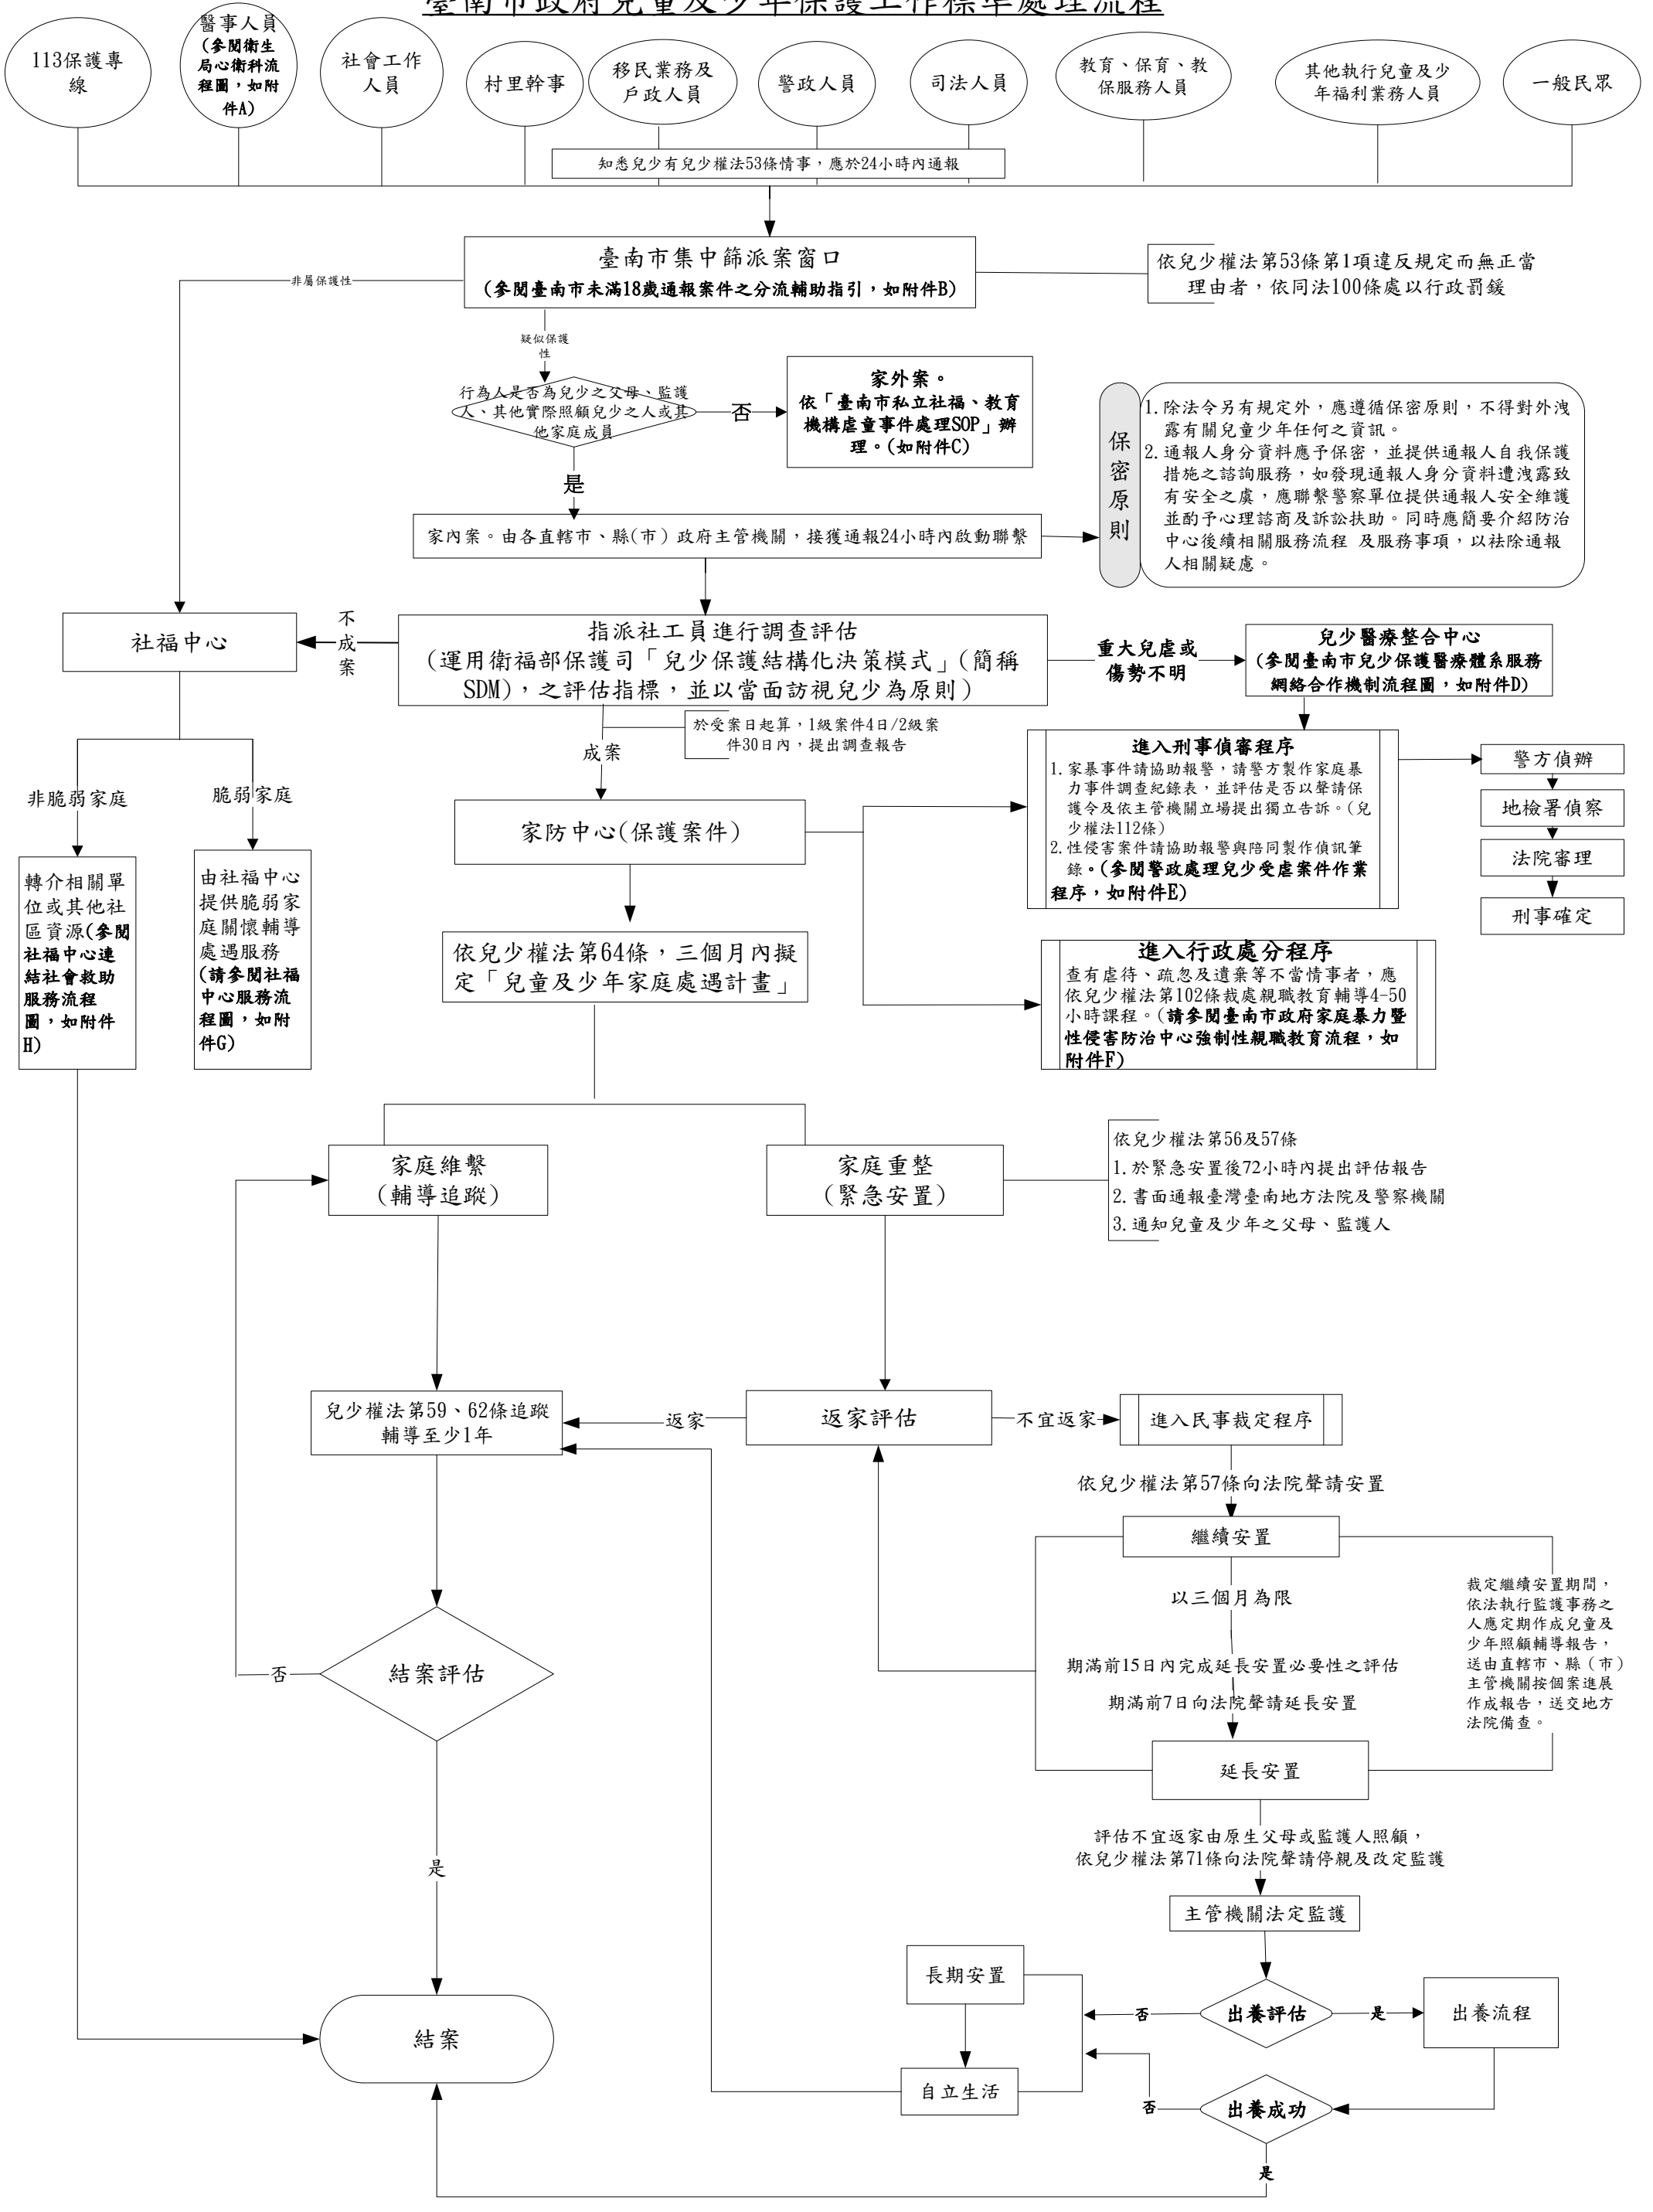 臺南市政府兒童及少年保護工作標準處理流程
113保護專
線
醫事人員
(參閱衛生
局心衛科流
程圖，如附
件A)
社會工作
人員
村里幹事
移民業務及
戶政人員
警政人員
司法人員
教育、保育、教
保服務人員
其他執行兒童及少
年福利業務人員
一般民眾
知悉兒少有兒少權法53條情事，應於24小時內通報
臺南市集中篩派案窗口
(參閱臺南市未滿18歲通報案件之分流輔助指引，如附件B)
依兒少權法第53條第1項違反規定而無正當
理由者，依同法100條處以行政罰鍰
非屬保護性
疑似保護
性
行為人是否為兒少之父母、監護
人、其他實際照顧兒少之人或其
他家庭成員
否
家外案。
依「臺南市私立社福、教育
機構虐童事件處理SOP」辦
理。(如附件C)
是
家內案。由各直轄市、縣(市)政府主管機關，接獲通報24小時內啟動聯繫
保
密
原
則
1.除法令另有規定外，應遵循保密原則，不得對外洩
露有關兒童少年任何之資訊。
2.通報人身分資料應予保密，並提供通報人自我保護
措施之諮詢服務，如發現通報人身分資料遭洩露致
有安全之虞，應聯繫警察單位提供通報人安全維護
並酌予心理諮商及訴訟扶助。同時應簡要介紹防治
中心後續相關服務流程 及服務事項，以袪除通報
人相關疑慮。
社福中心
不
成
案
指派社工員進行調查評估
(運用衛福部保護司「兒少保護結構化決策模式」(簡稱
SDM)，之評估指標，並以當面訪視兒少為原則)
重大兒虐或
傷勢不明
兒少醫療整合中心
(參閱臺南市兒少保護醫療體系服務
網絡合作機制流程圖，如附件D)
於受案日起算，1級案件4日/2級案
件30日內，提出調查報告
成案
進入刑事偵審程序
1.家暴事件請協助報警，請警方製作家庭暴
力事件調查紀錄表，並評估是否以聲請保
護令及依主管機關立場提出獨立告訴。(兒
少權法112條)
2.性侵害案件請協助報警與陪同製作偵訊筆
錄。(參閱警政處理兒少受虐案件作業
程序，如附件E)
警方偵辦
地檢署偵察
法院審理
刑事確定
非脆弱家庭
脆弱家庭
家防中心(保護案件)
轉介相關單
位或其他社
區資源(參閱
社福中心連
結社會救助
服務流程
圖，如附件
H)
由社福中心
提供脆弱家
庭關懷輔導
處遇服務
(請參閱社福
中心服務流
程圖，如附
件G)
依兒少權法第64條，三個月內擬
定「兒童及少年家庭處遇計畫」
進入行政處分程序
查有虐待、疏忽及遺棄等不當情事者，應
依兒少權法第102條裁處親職教育輔導4-50
小時課程。(請參閱臺南市政府家庭暴力暨
性侵害防治中心強制性親職教育流程，如
附件F)
家庭維繫
(輔導追蹤)
家庭重整
(緊急安置)
依兒少權法第56及57條
1.於緊急安置後72小時內提出評估報告
2.書面通報臺灣臺南地方法院及警察機關
3.通知兒童及少年之父母、監護人
兒少權法第59、62條追蹤
輔導至少1年
返家
返家評估
不宜返家
進入民事裁定程序
依兒少權法第57條向法院聲請安置
繼續安置
以三個月為限
期滿前15日內完成延長安置必要性之評估
期滿前7日向法院聲請延長安置
裁定繼續安置期間，
依法執行監護事務之
人應定期作成兒童及
少年照顧輔導報告，
送由直轄市、縣（市）
主管機關按個案進展
作成報告，送交地方
法院備查。
否
結案評估
延長安置
評估不宜返家由原生父母或監護人照顧，
依兒少權法第71條向法院聲請停親及改定監護
是
主管機關法定監護
長期安置
否
出養評估
是
出養流程
結案
自立生活
否
出養成功
是